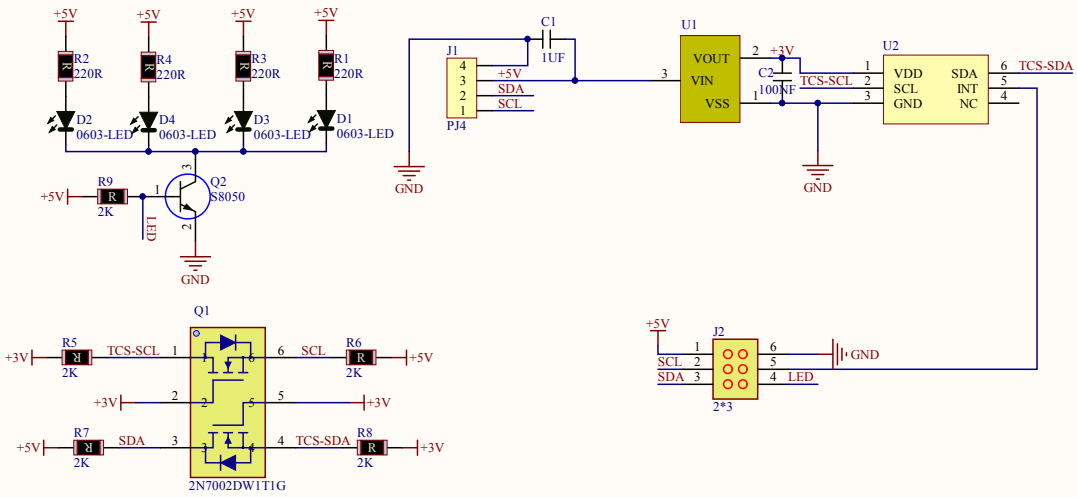 +5V
+5V
+5V
+5V
R2
220R
R4
220R
R3
220R
R1
220R
R
R
R
R
D2
0603-LED
D4
0603-LED
D3
0603-LED
D1
0603-LED
R9
+5V
R
2K
LED
1
3
2
Q2
S8050
GND
C1
1UF
J1
4
3
2
1
+5V
SDA
SCL
PJ4
GND
U1
VOUT
VIN
VSS
3
2
1
+3V
C2
100NF
TCS-SCL
GND
U2
1
2
3
VDD
SCL
GND
SDA
INT
NC
6
5
4
TCS-SDA
Q1
R5
+3V
R
2K
TCS-SCL
1
1
6
6
SCL
R6
R
2K
+5V
+3V
2
2
5
5
+3V
R7
+5V
R
2K
SDA
3
3
4
4
TCS-SDA
R8
R
2K
+3V
2N7002DW1T1G
+5V
J2
1
2
3
SCL
SDA
6
5
4
GND
LED
2*3